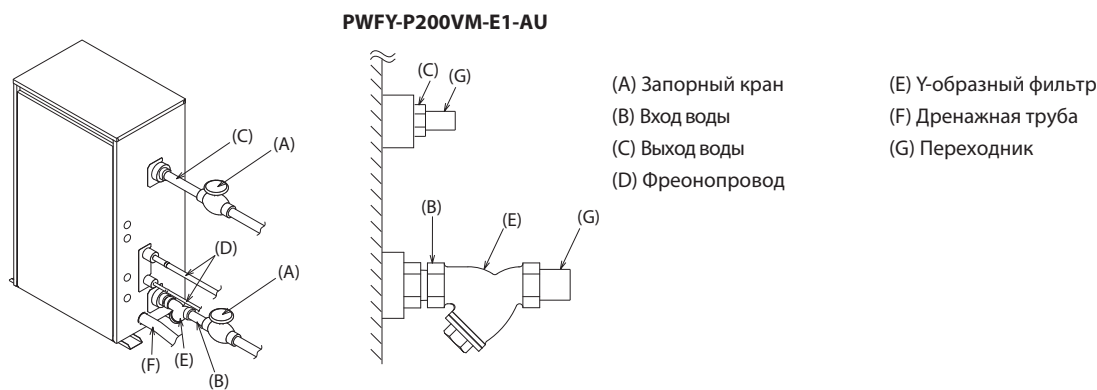 PWFY-P200VM-E1-AU
(C)
(A)
(D)
(A)
(F)
(E)
(B)
(C)
(G)
(B)
(E)
(G)
(A) Запорный кран
(B) Вход воды
(C) Выход воды
(D) Фреонопровод
(E) Y-образный фильтр
(F) Дренажная труба
(G) Переходник